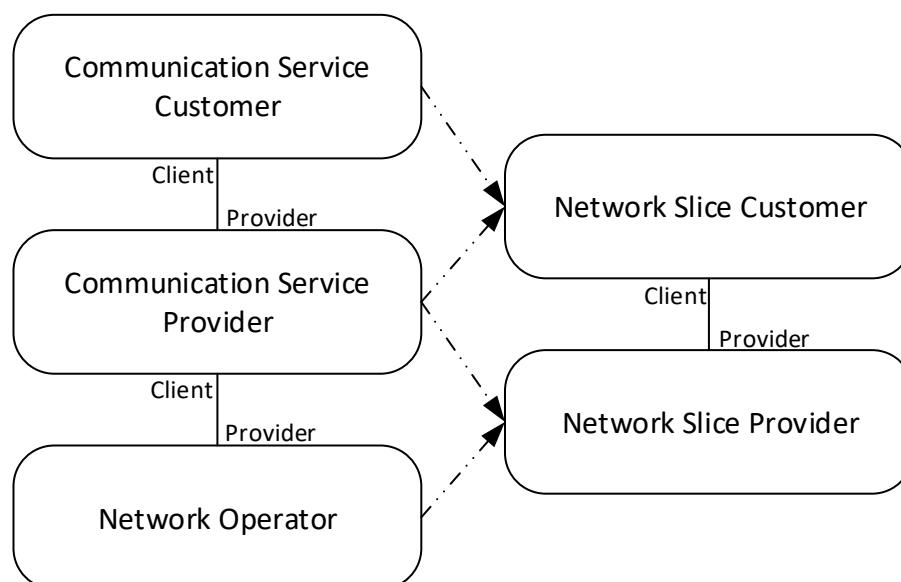 Communication Service
Customer
Client
Provider
Communication Service
Provider
Client
Provider
Network Operator
Network Slice Customer
Client
Provider
Network Slice Provider